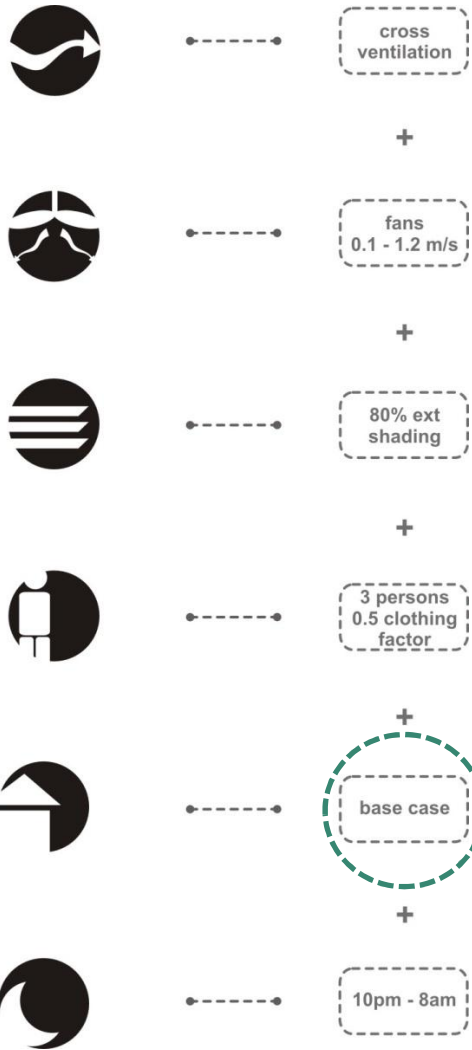 cross
ventilation
+
fans
0.1 - 1.2 m/s
+
80% ext
shading
+
3 persons
0.5 clothing
factor
+
base case
+
10pm - 8am